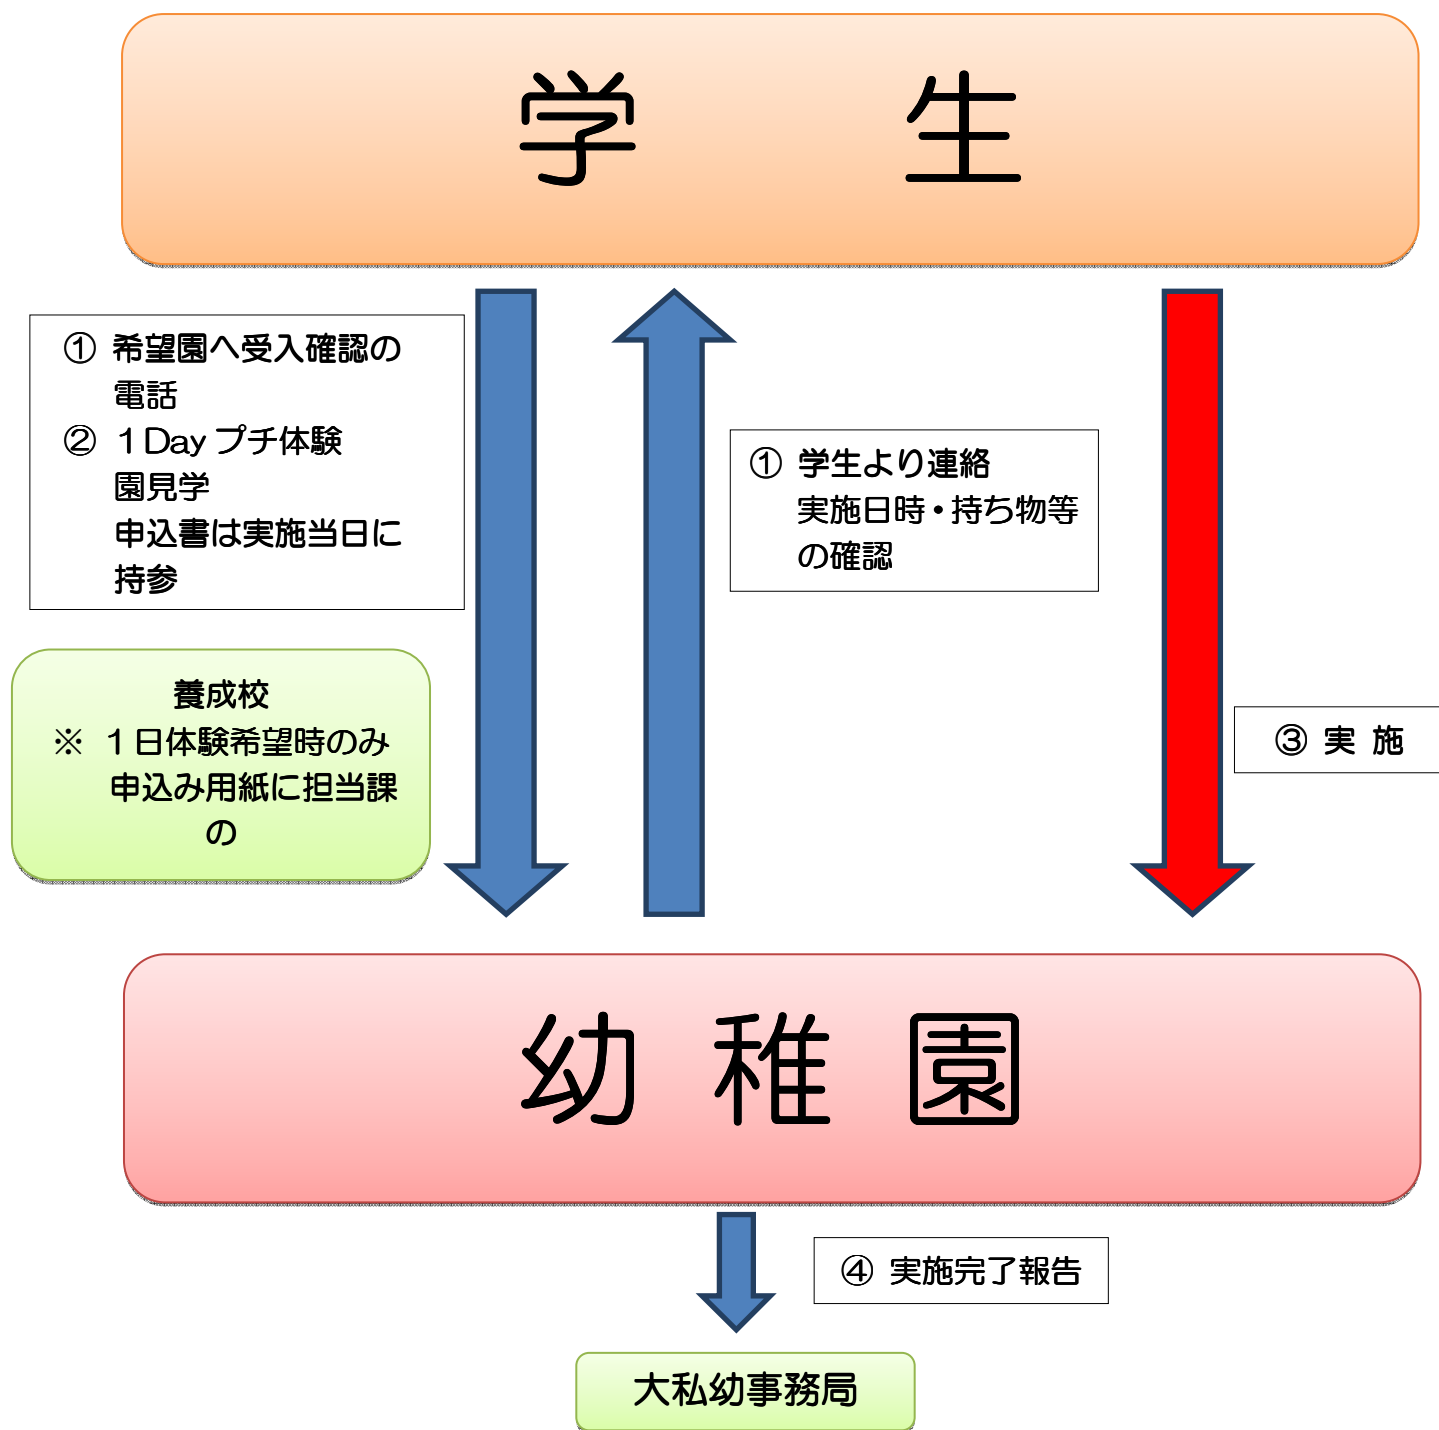 学　生
① 希望園へ受入確認の
電話
② １Day プチ体験
園見学
申込書は実施当日に
持参
① 学生より連絡
実施日時・持ち物等
の確認
養成校
※ １日体験希望時のみ
申込み用紙に担当課
の
③ 実 施
幼 稚 園
④ 実施完了報告
大私幼事務局